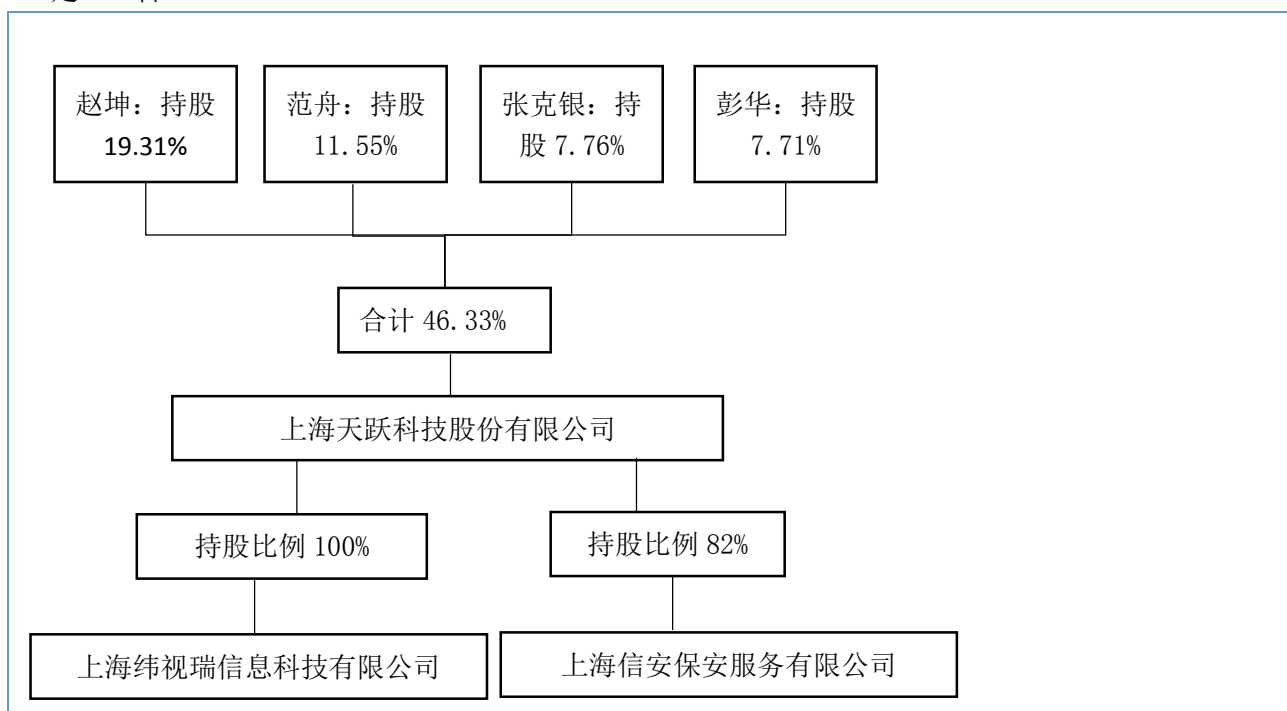 赵坤：持股
19.31%
范舟：持股
11.55%
张克银：持
股 7.76%
彭华：持股
7.71%
合计 46.33%
上海天跃科技股份有限公司
持股比例 100%
持股比例 82%
上海纬视瑞信息科技有限公司
上海信安保安服务有限公司